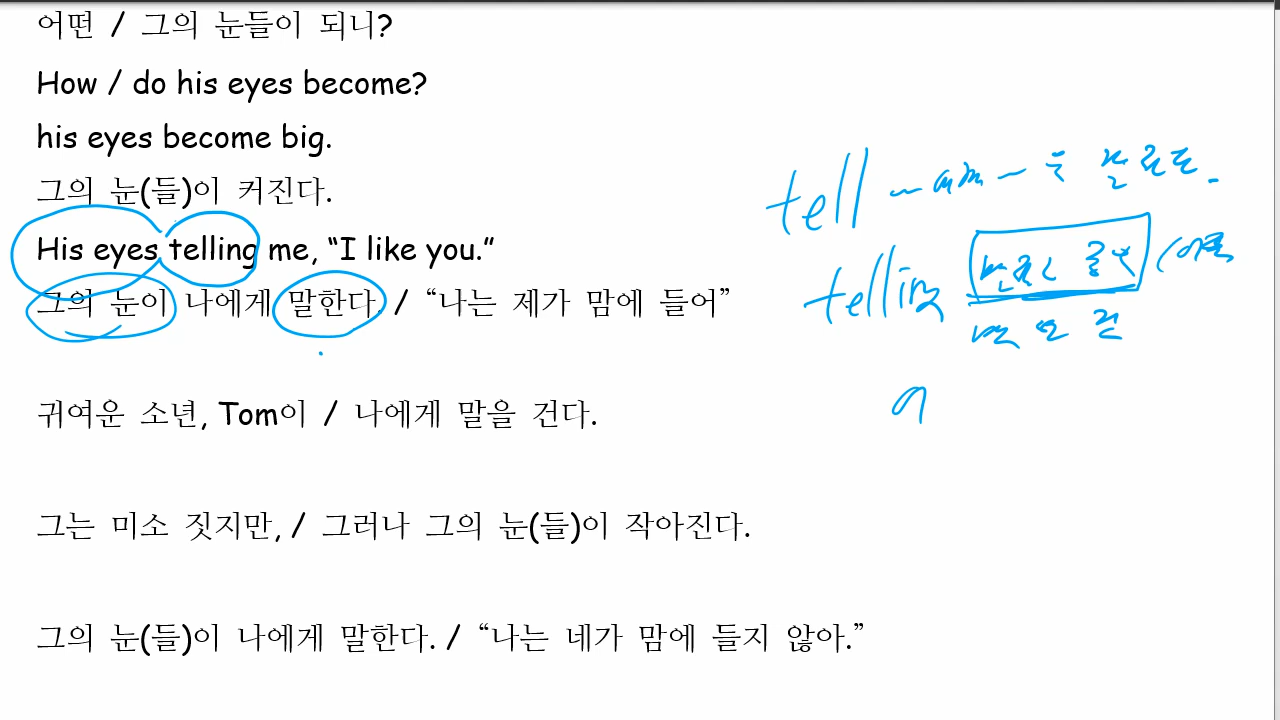 어떤 / 그의 눈들이 되니?
How / do his eyes become?
his eyes become big.
그의 눈(들)이 커진다.
His eyes telling me, “I like you.”
그의 눈이 나에게 말한다. / “나는 제가 맘에 들어”
귀여운 소년, Tom이 / 나에게 말을 건다.
그는 미소 짓지만, / 그러나 그의 눈(들)이 작아진다.
그의 눈(들)이 나에게 말한다. / “나는 네가 맘에 들지 않아.”
tell
telling